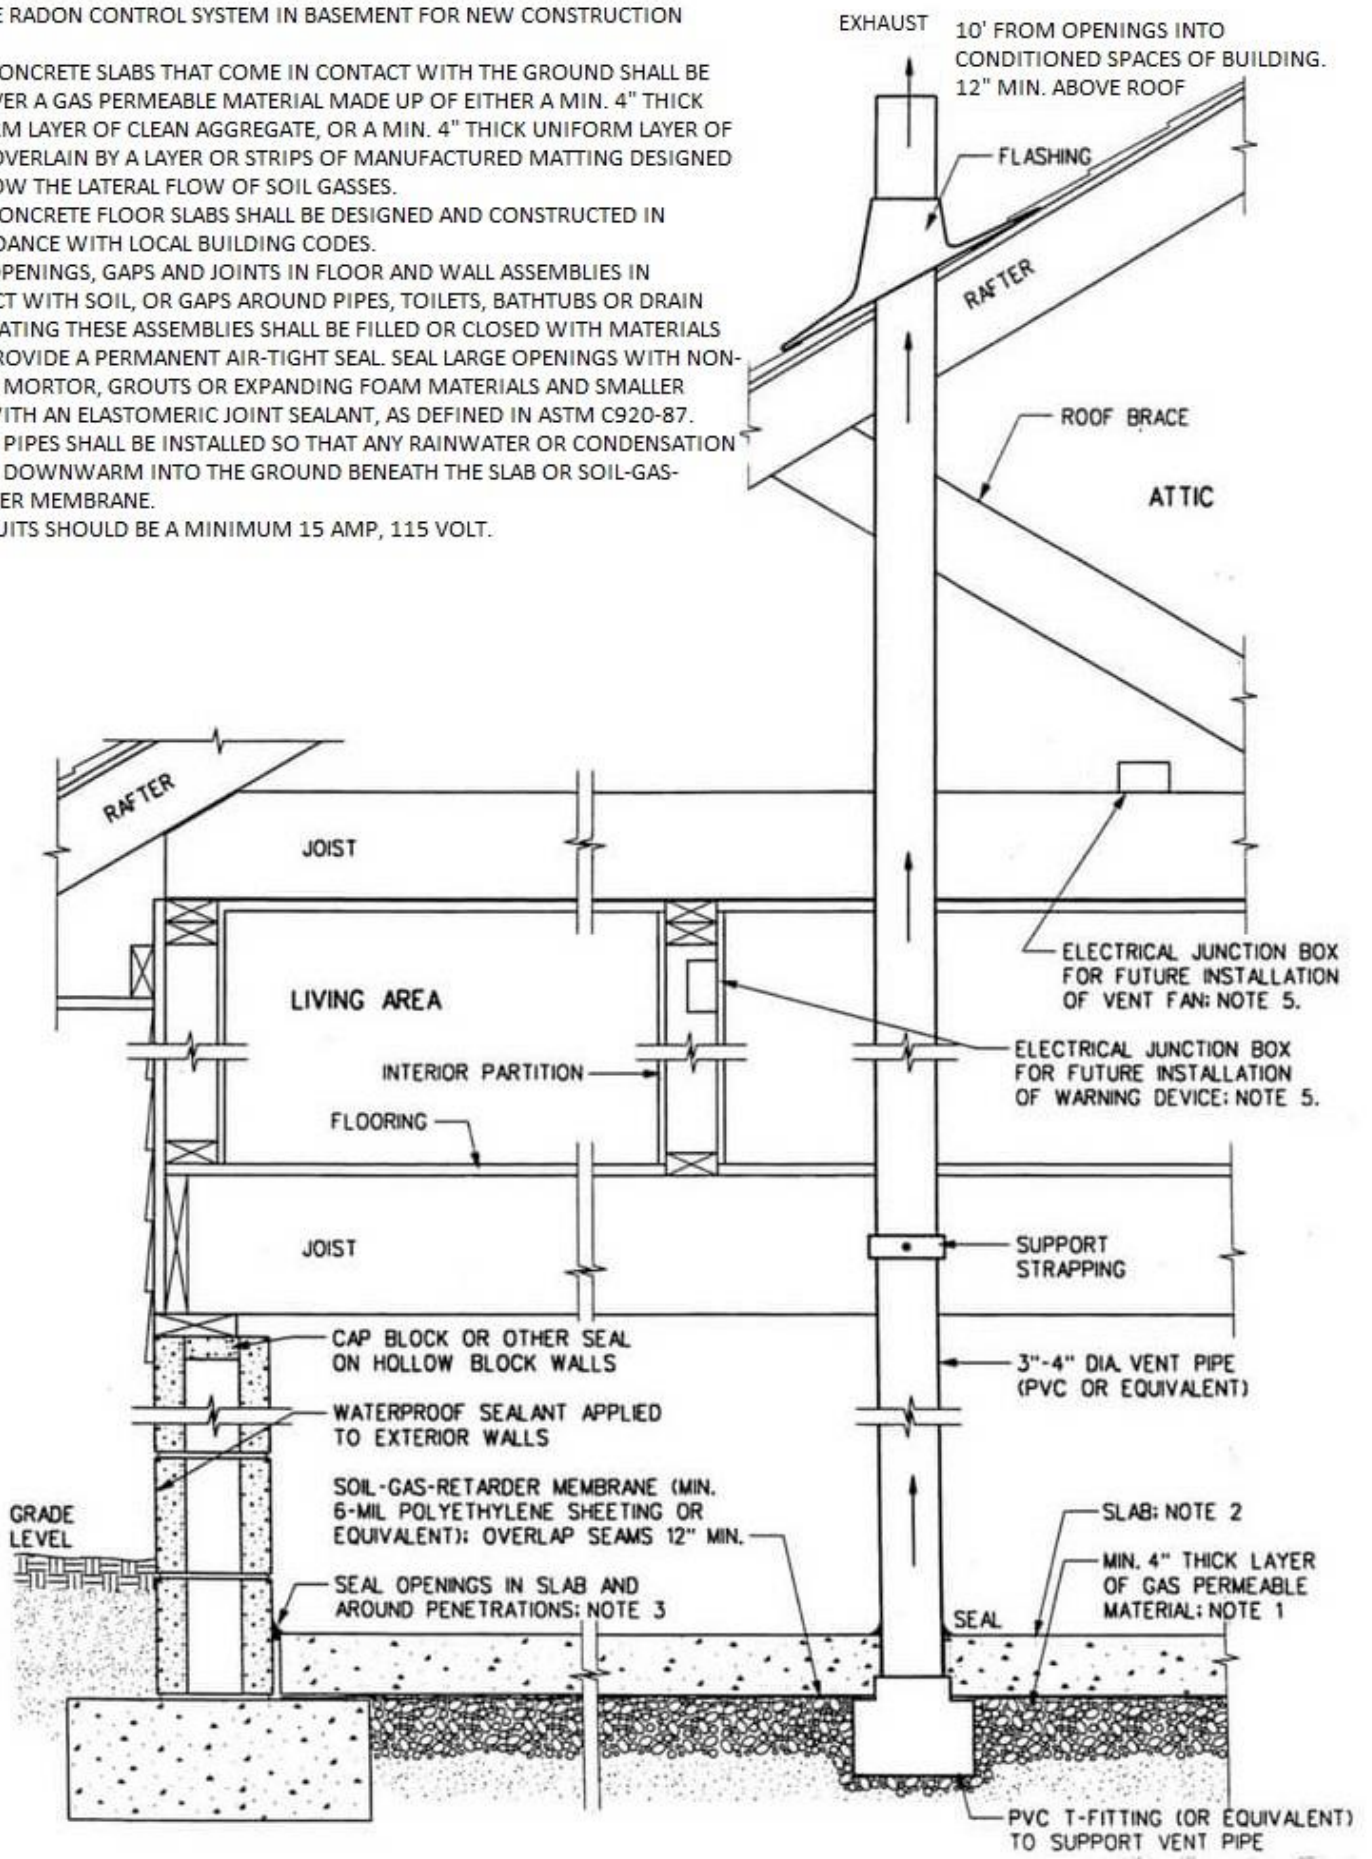 E RADON CONTROL SYSTEM IN BASEMENT FOR NEW CONSTRUCTION
ONCRETE SLABS THAT COME IN CONTACT WITH THE GROUND SHALL BE
VER A GAS PERMEABLE MATERIAL MADE UP OF EITHER A MIN. 4" THICK
RM LAYER OF CLEAN AGGREGATE, OR A MIN. 4" THICK UNIFORM LAYER OF
OVERLAIN BY A LAYER OR STRIPS OF MANUFACTURED MATTING DESIGNED
OW THE LATERAL FLOW OF SOIL GASSES.
ONCRETE FLOOR SLABS SHALL BE DESIGNED AND CONSTRUCTED IN
DANCE WITH LOCAL BUILDING CODES.
OPENINGS, GAPS AND JOINTS IN FLOOR AND WALL ASSEMBLIES IN
CT WITH SOIL, OR GAPS AROUND PIPES, TOILETS, BATHTUBS OR DRAIN
ATING THESE ASSEMBLIES SHALL BE FILLED OR CLOSED WITH MATERIALS
ROVIDE A PERMANENT AIR-TIGHT SEAL. SEAL LARGE OPENINGS WITH NON-
MORTOR, GROUTS OR EXPANDING FOAM MATERIALS AND SMALLER
WITH AN ELASTOMERIC JOINT SEALANT, AS DEFINED IN ASTM C920-87.
PIPES SHALL BE INSTALLED SO THAT ANY RAINWATER OR CONDENSATION
DOWNWARM INTO THE GROUND BENEATH THE SLAB OR SOIL-GAS-
ER MEMBRANE.
UITS SHOULD BE A MINIMUM 15 AMP, 115 VOLT.
EXHAUST
10' FROM OPENINGS INTO
CONDITIONED SPACES OF BUILDING.
12" MIN. ABOVE ROOF
FLASHING
RAFTER
ROOF BRACE
ATTIC
RAFTER
JOIST
ELECTRICAL JUNCTION BOX
FOR FUTURE INSTALLATION
OF VENT FAN; NOTE 5.
LIVING AREA
ELECTRICAL JUNCTION BOX
FOR FUTURE INSTALLATION
OF WARNING DEVICE; NOTE 5.
INTERIOR PARTITION
FLOORING
JOIST
SUPPORT
STRAPPING
CAP BLOCK OR OTHER SEAL
ON HOLLOW BLOCK WALLS
3"-4" DIA. VENT PIPE
(PVC OR EQUIVALENT)
WATERPROOF SEALANT APPLIED
TO EXTERIOR WALLS
SOIL-GAS-RETARDER MEMBRANE (MIN.
6-MIL POLYETHYLENE SHEETING OR
EQUIVALENT); OVERLAP SEAMS 12" MIN.
GRADE
LEVEL
SLAB; NOTE 2
MIN. 4" THICK LAYER
OF GAS PERMEABLE
MATERIAL; NOTE 1
SEAL OPENINGS IN SLAB AND
AROUND PENETRATIONS; NOTE 3
SEAL
PVC T-FITTING (OR EQUIVALENT)
TO SUPPORT VENT PIPE